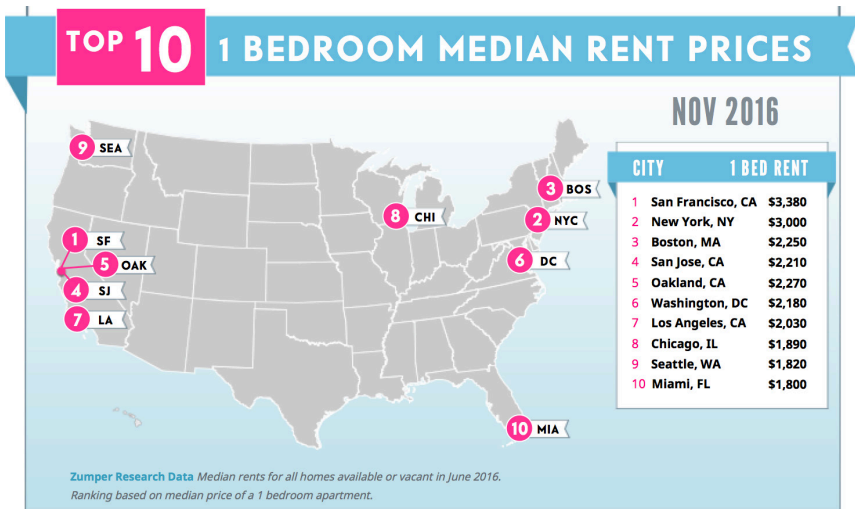 TOP 10 1 BEDROOM MEDIAN RENT PRICES
NOV 2016
CITY 1 BED RENT
1 San Francisco, CA $3,380
2 New York, NY $3,000
3 Boston, MA $2,250
4 San Jose, CA $2,210
5 Oakland, CA $2,270
6 Washington, DC $2,180
7 Los Angeles, CA $2,030
8 Chicago, IL $1,890
9 Seattle, WA $1,820
10 Miami, FL $1,800
9 SEA
3 BOS
8 CHI
2 NYC
1 SF
5 OAK
6 DC
4 SJ
7 LA
10 MIA
Zumper Research Data Median rents for all homes available or vacant in June 2016.
Ranking based on median price of a 1 bedroom apartment.